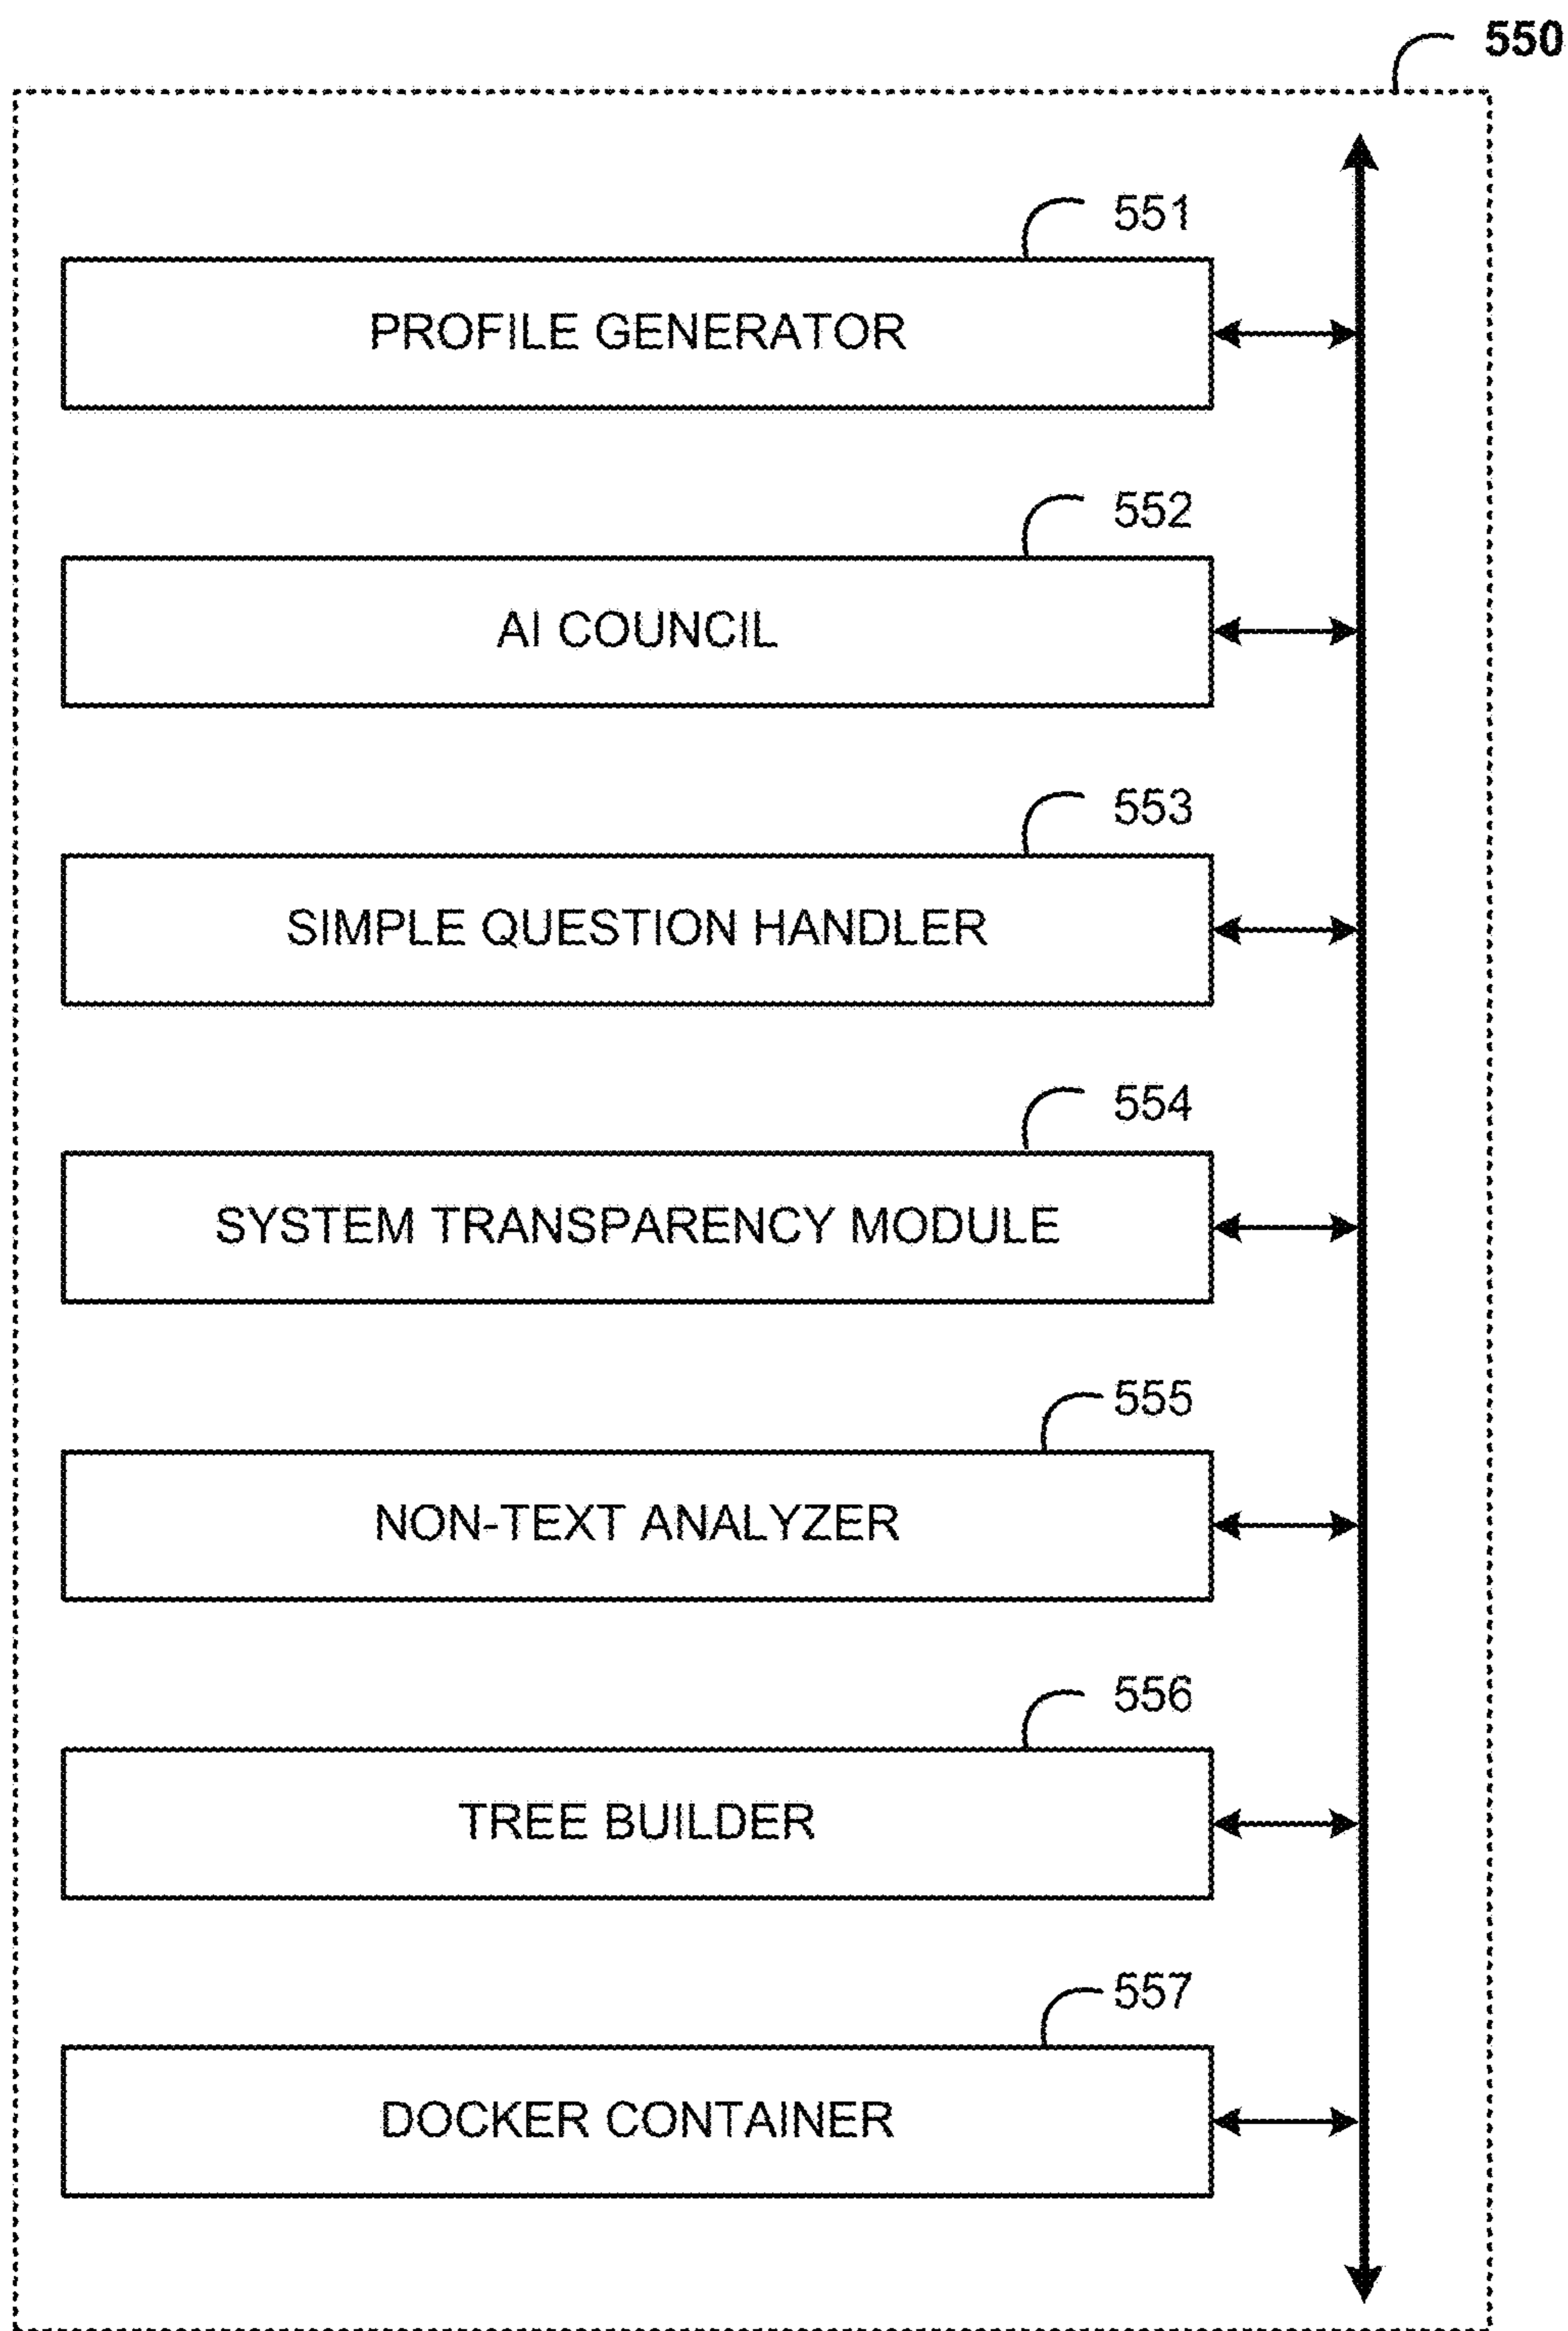 550
551
PROFILE GENERATOR
552
AI COUNCIL
553
SIMPLE QUESTION HANDLER
554
SYSTEM TRANSPARENCY MODULE
555
NON-TEXT ANALYZER
556
TREE BUILDER
557
DOCKER CONTAINER